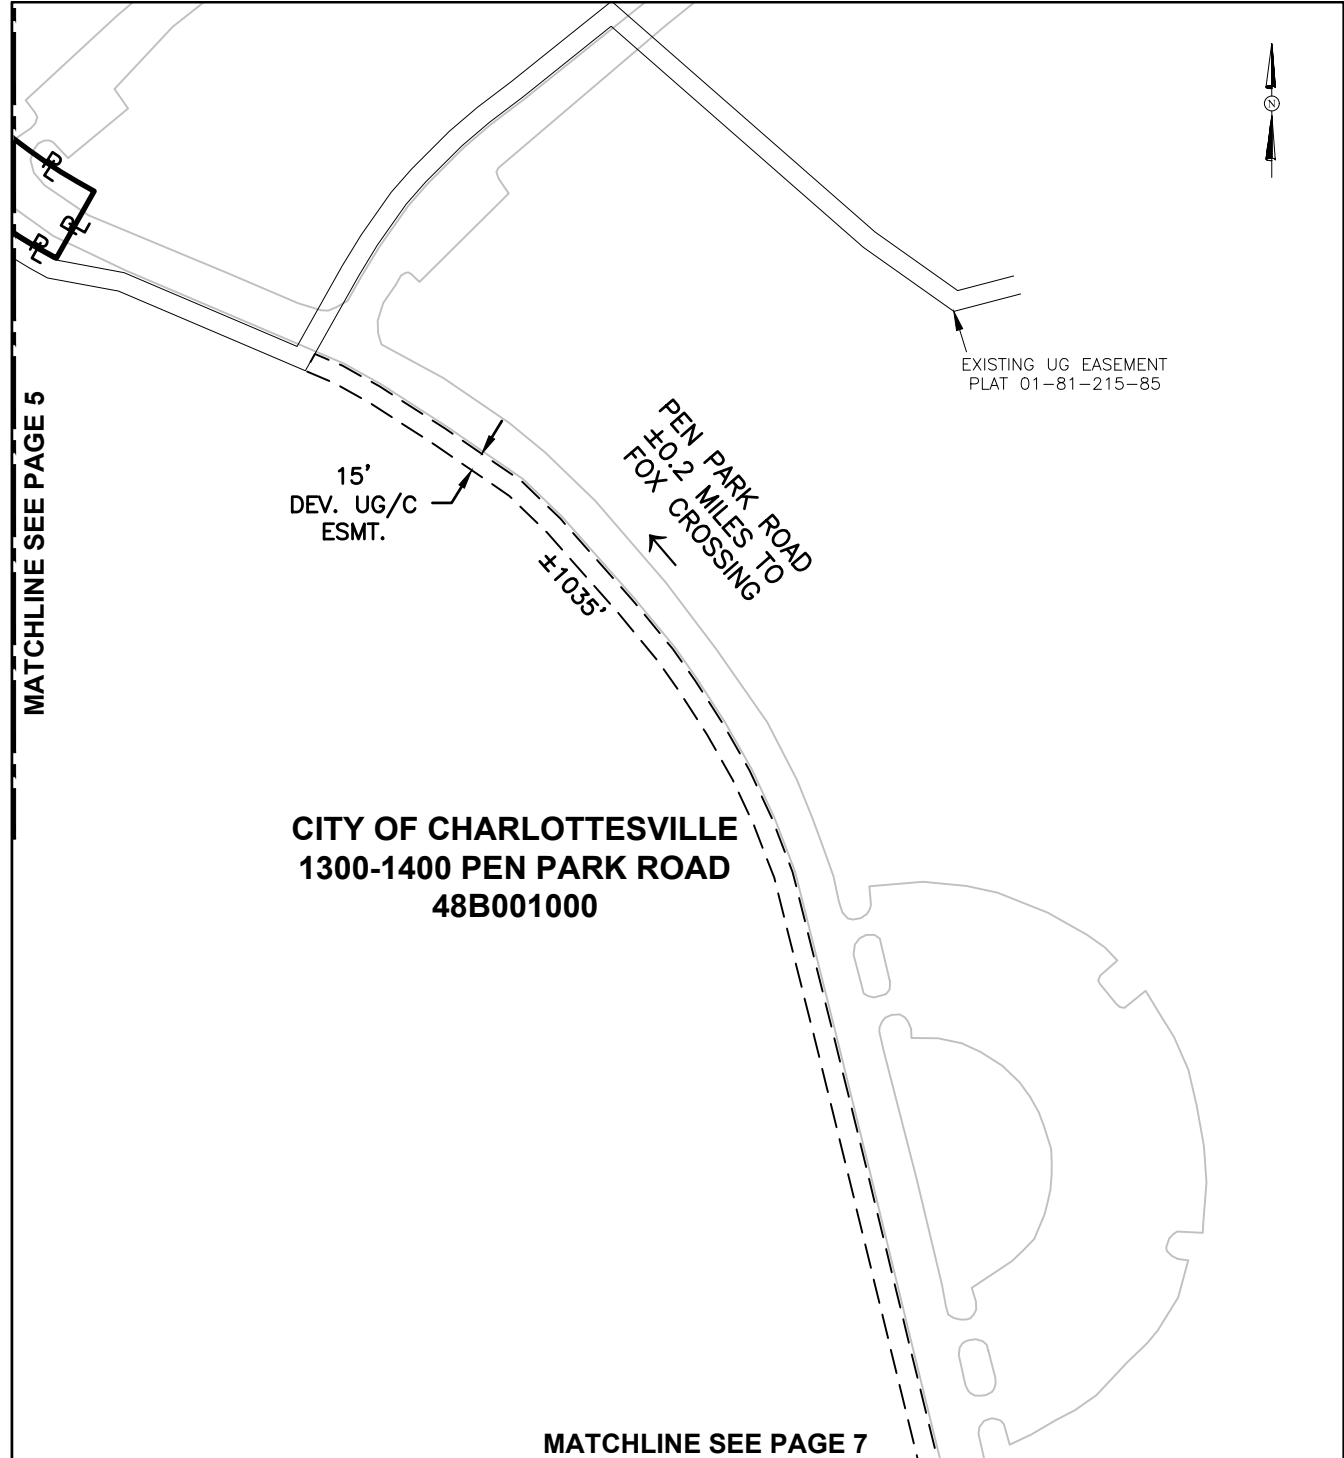 N
PL
PL
PL
EXISTING UG EASEMENT
PLAT 01-81-215-85
MATCHLINE SEE PAGE 5
15'
DEV. UG/C
ESMT.
PEN PARK ROAD
±0.2 MILES TO
FOX CROSSING
±1035'
CITY OF CHARLOTTESVILLE
1300-1400 PEN PARK ROAD
48B001000
MATCHLINE SEE PAGE 7